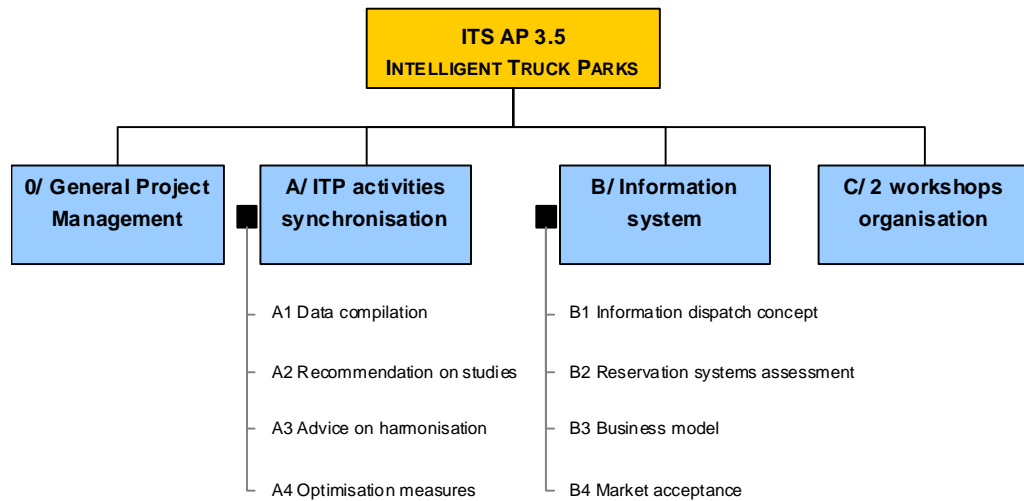 ITS AP 3.5
INTELLIGENT TRUCK PARKS
0/ General Project
Management
A/ ITP activities
synchronisation
B/ Information
system
C/ 2 workshops
organisation
A1 Data compilation
A2 Recommendation on studies
A3 Advice on harmonisation
A4 Optimisation measures
B1 Information dispatch concept
B2 Reservation systems assessment
B3 Business model
B4 Market acceptance